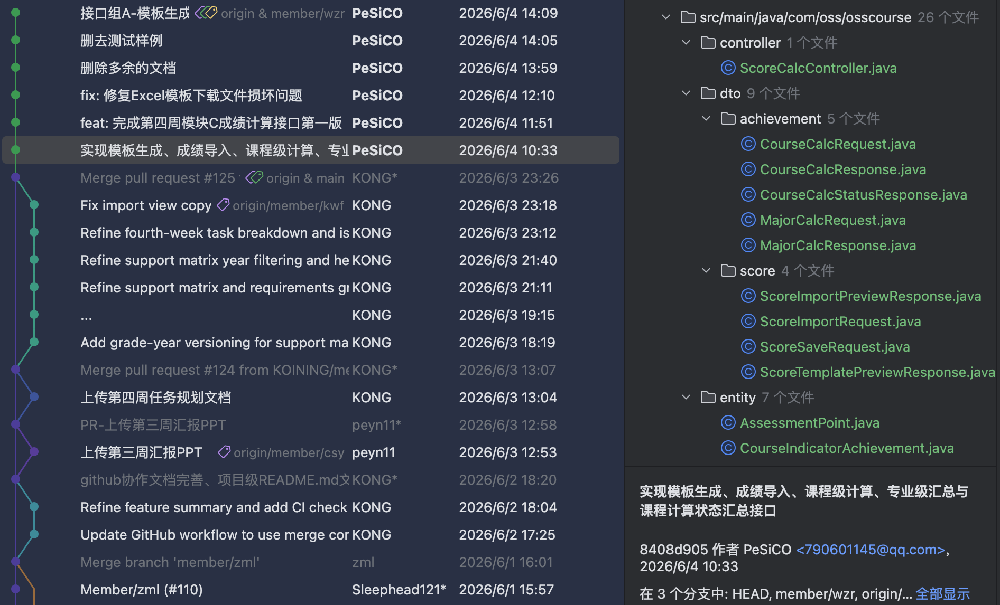 接口组A-模板生成 origin & member/wzr PeSiCO 2026/6/4 14:09
删去测试样例 PeSiCO 2026/6/4 14:05
删除多余的文档 PeSiCO 2026/6/4 13:59
fix: 修复Excel模板下载文件损坏问题 PeSiCO 2026/6/4 12:10
feat: 完成第四周模块C成绩计算接口第一版 PeSiCO 2026/6/4 11:51
实现模板生成、成绩导入、课程级计算、专业 PeSiCO 2026/6/4 10:33
Merge pull request #125 origin & main KONG* 2026/6/3 23:26
Fix import view copy origin/member/kwf KONG 2026/6/3 23:18
Refine fourth-week task breakdown and is KONG 2026/6/3 23:12
Refine support matrix year filtering and he KONG 2026/6/3 21:40
Refine support matrix and requirements gr KONG 2026/6/3 21:11
... KONG 2026/6/3 19:15
Add grade-year versioning for support ma KONG 2026/6/3 18:19
Merge pull request #124 from KOINING/me KONG* 2026/6/3 13:07
上传第四周任务规划文档 KONG 2026/6/3 13:04
PR-上传第三周汇报PPT peyn11* 2026/6/3 12:58
上传第三周汇报PPT origin/member/csy peyn11 2026/6/3 12:53
github协作文档完善、项目级README.md文 KONG* 2026/6/2 18:20
Refine feature summary and add CI check KONG 2026/6/2 18:04
Update GitHub workflow to use merge cor KONG 2026/6/2 17:25
Merge branch 'member/zml' zml 2026/6/1 16:01
Member/zml (#110) Sleephead121* 2026/6/1 15:57
src/main/java/com/oss/osscourse 26 个文件
controller 1 个文件
ScoreCalcController.java
dto 9 个文件
achievement 5 个文件
CourseCalcRequest.java
CourseCalcResponse.java
CourseCalcStatusResponse.java
MajorCalcRequest.java
MajorCalcResponse.java
score 4 个文件
ScoreImportPreviewResponse.java
ScoreImportRequest.java
ScoreSaveRequest.java
ScoreTemplatePreviewResponse.java
entity 7 个文件
AssessmentPoint.java
CourseIndicatorAchievement.java
实现模板生成、成绩导入、课程级计算、专业级汇总与
课程计算状态汇总接口
8408d905 作者 PeSiCO <790601145@qq.com>,
2026/6/4 10:33
在 3 个分支中: HEAD, member/wzr, origin/... 全部显示